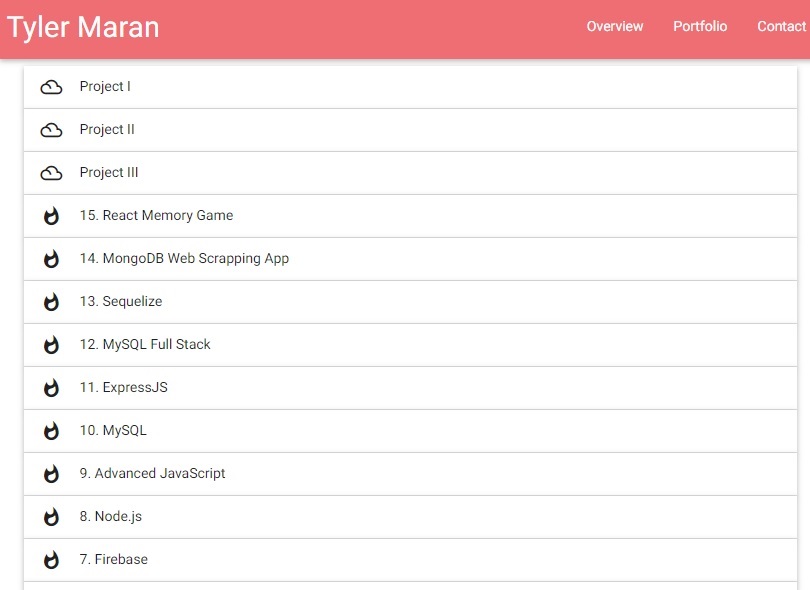 Tyler Maran
Overview Portfolio Contact
Project I
Project II
Project III
15. React Memory Game
14. MongoDB Web Scrapping App
13. Sequelize
12. MySQL Full Stack
11. ExpressJS
10. MySQL
9. Advanced JavaScript
8. Node.js
7. Firebase